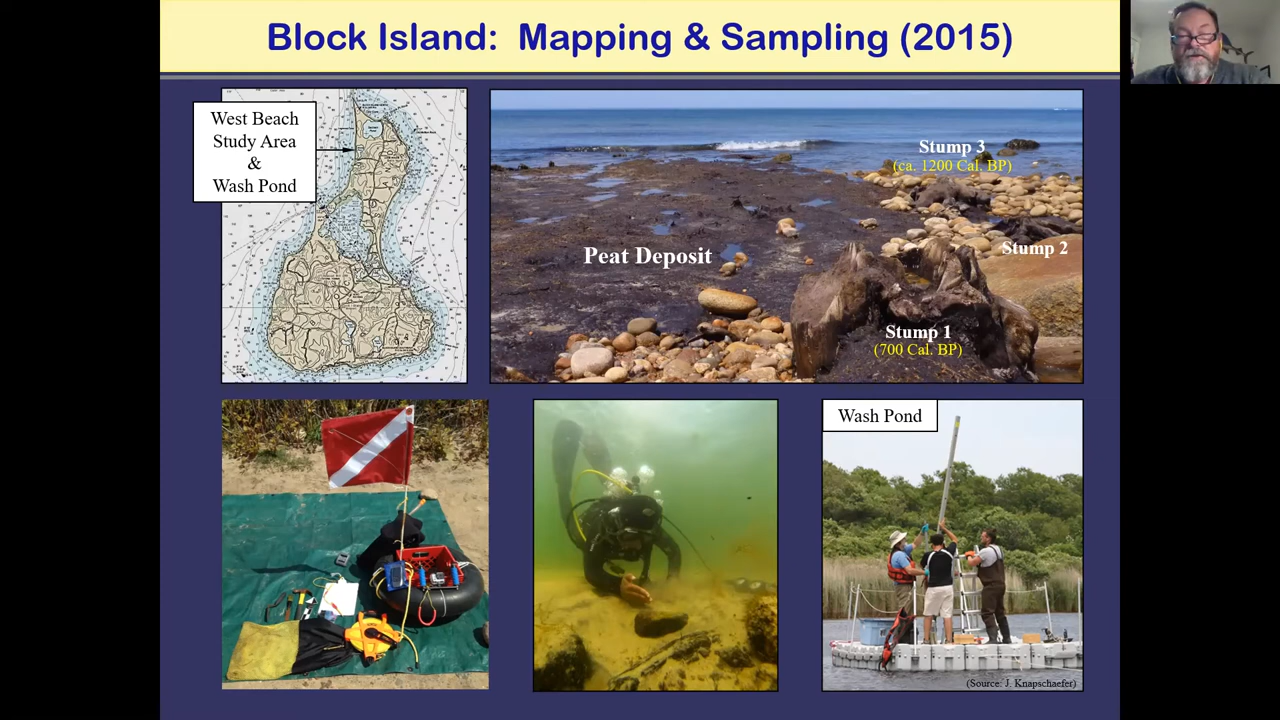 Block Island: Mapping & Sampling (2015)
West Beach
Study Area
&
Wash Pond
Stump 3
(ca. 1200 Cal. BP)
Stump 2
Peat Deposit
Stump 1
(700 Cal. BP)
Wash Pond
(Source: J. Knapschaefer)